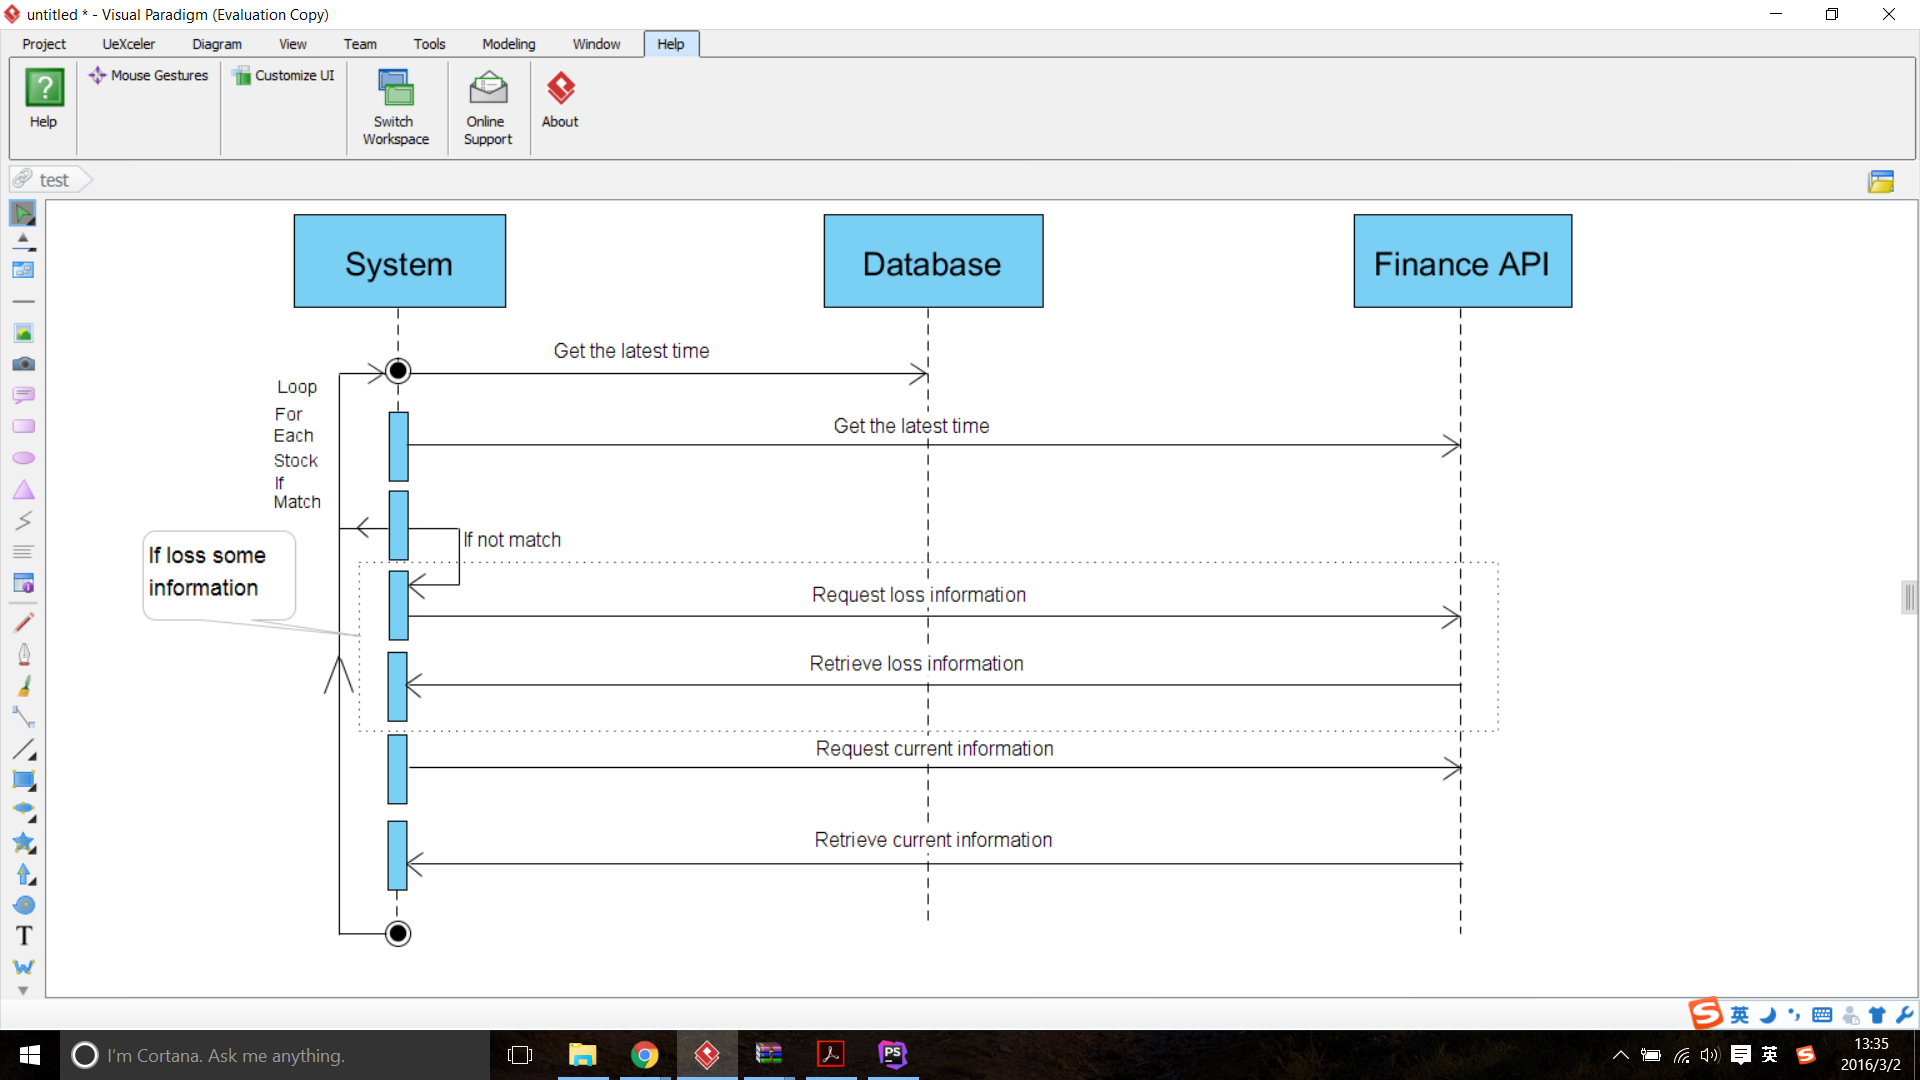 untitled * - Visual Paradigm (Evaluation Copy)
Project UeXceler Diagram View Team Tools Modeling Window Help
Mouse Gestures
Customize UI
Help
Switch
Workspace
Online
Support
About
test
System
Database
Finance API
Get the latest time
Loop
For
Each
Stock
If
Match
Get the latest time
If not match
If loss some
information
Request loss information
Retrieve loss information
Request current information
Retrieve current information
T
英
I'm Cortana. Ask me anything.
PS
英
13:35
2016/3/2